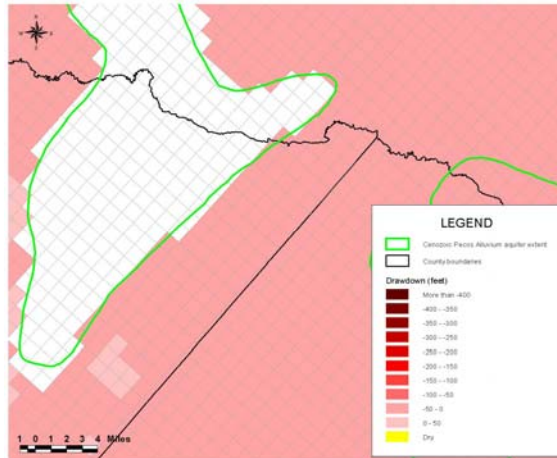 LEGEND
Cenozoic Pecos Alluvium aquifer extent
County boundaries
Drawdown (feet)
More than -400
-400 - -350
-350 - -300
-300 - -250
-250 - -200
-200 - -150
-150 - -100
-100 - -50
-50 - 0
0 - 50
Dry
1 0 1 2 3 4 Miles